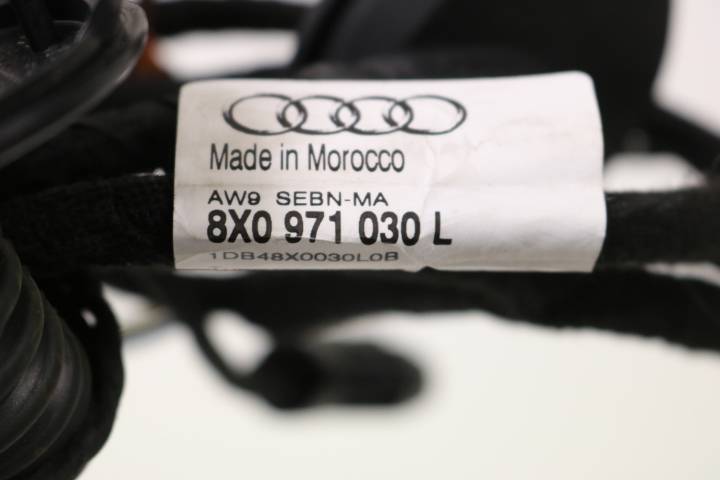 Made in Morocco
AW9 SEBN-MA
8X0 971 030 L
1DB48X0030L0B